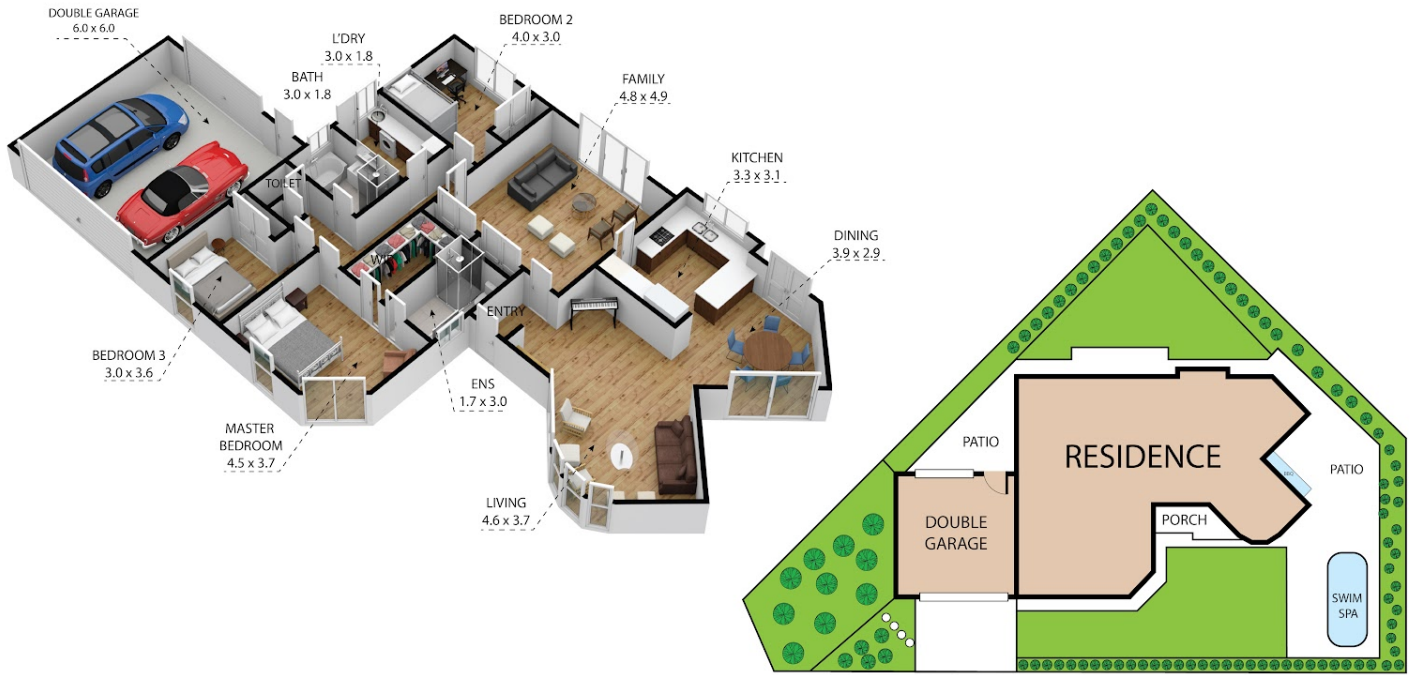 DOUBLE GARAGE
6.0 x 6.0
L'DRY
3.0 x 1.8
BATH
3.0 x 1.8
BEDROOM 2
4.0 x 3.0
FAMILY
4.8 x 4.9
KITCHEN
3.3 x 3.1
DINING
3.9 x 2.9
TOILET
ENTRY
BEDROOM 3
3.0 x 3.6
MASTER
BEDROOM
4.5 x 3.7
ENS
1.7 x 3.0
LIVING
4.6 x 3.7
PATIO
RESIDENCE
PATIO
DOUBLE
GARAGE
PORCH
SWIM
SPA